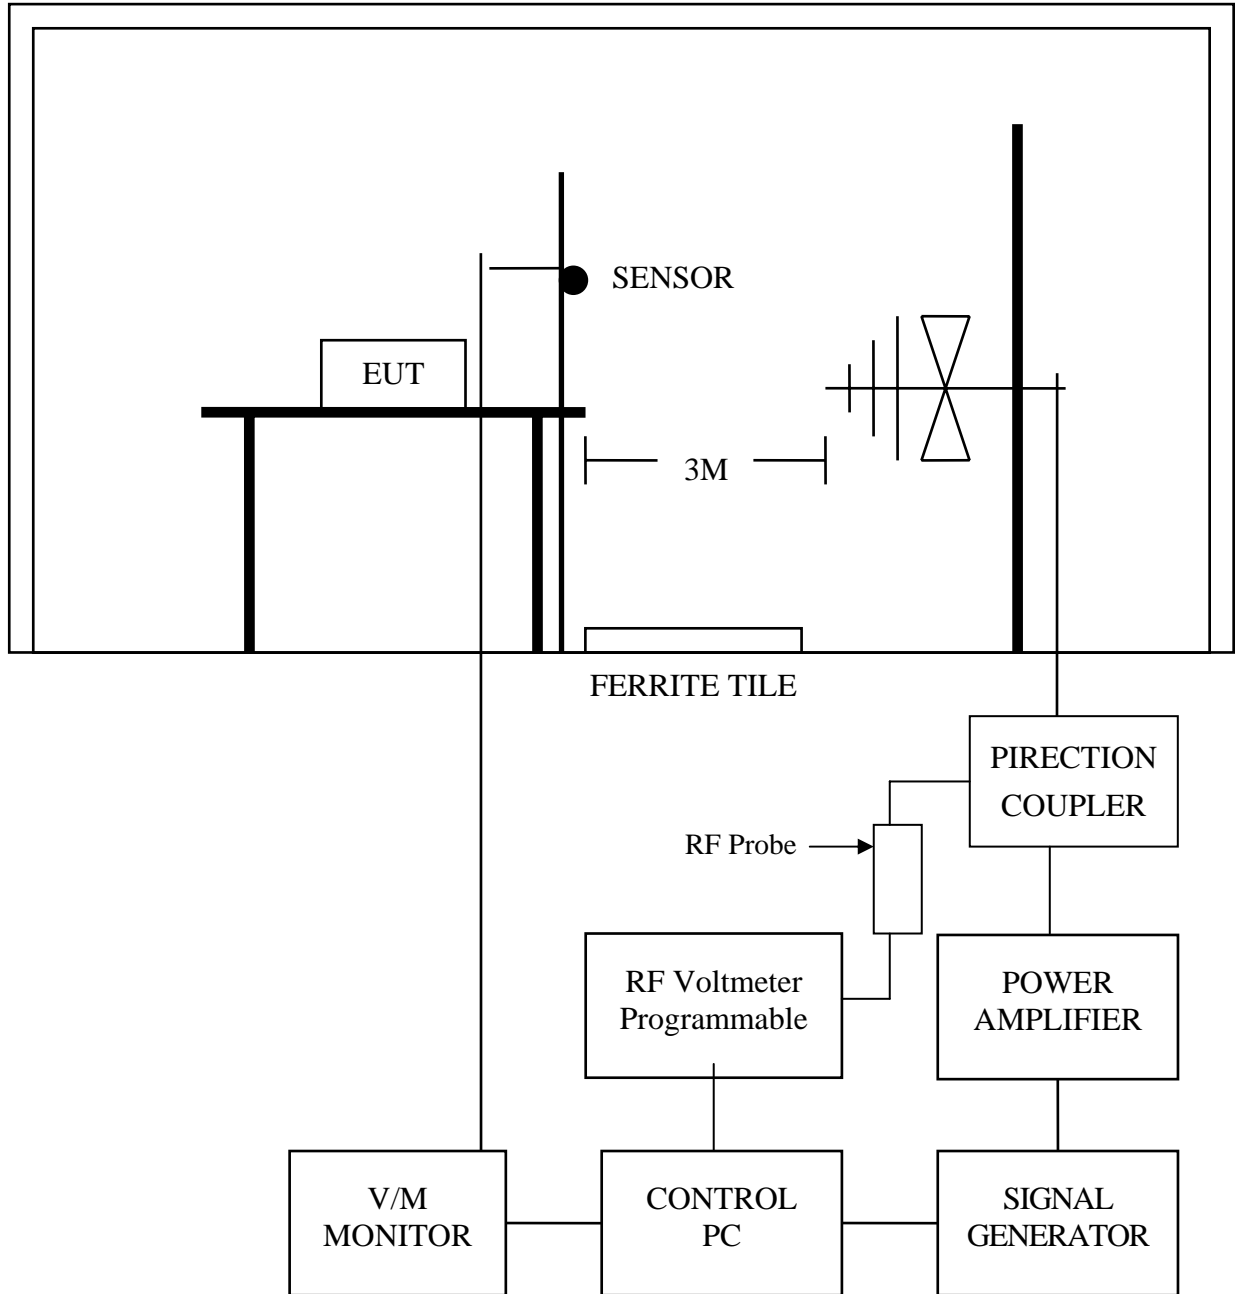 SENSOR
EUT
3M
FERRITE TILE
PIRECTION
COUPLER
RF Probe
RF Voltmeter
Programmable
POWER
AMPLIFIER
V/M
MONITOR
CONTROL
PC
SIGNAL
GENERATOR